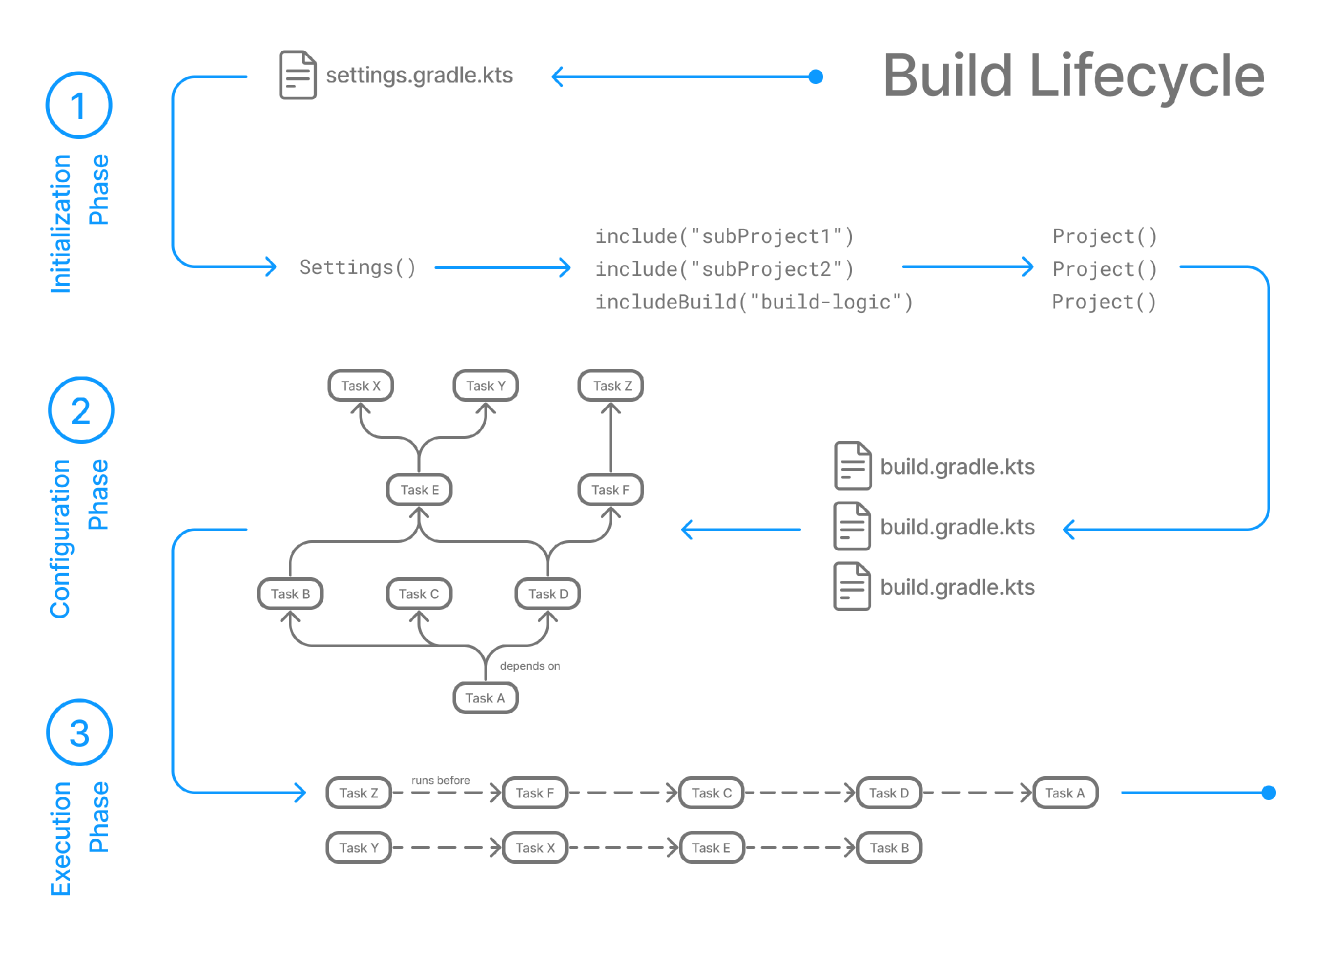 Build Lifecycle
1
Initialization
Phase
settings.gradle.kts
Settings()
include("subProject1")
include("subProject2")
includeBuild("build-logic")
Project()
Project()
Project()
2
Configuration
Phase
build.gradle.kts
build.gradle.kts
build.gradle.kts
Task X
Task Y
Task Z
Task E
Task F
Task B
Task C
Task D
depends on
Task A
3
Execution
Phase
Task Z
runs before
Task F
Task C
Task D
Task A
Task Y
Task X
Task E
Task B